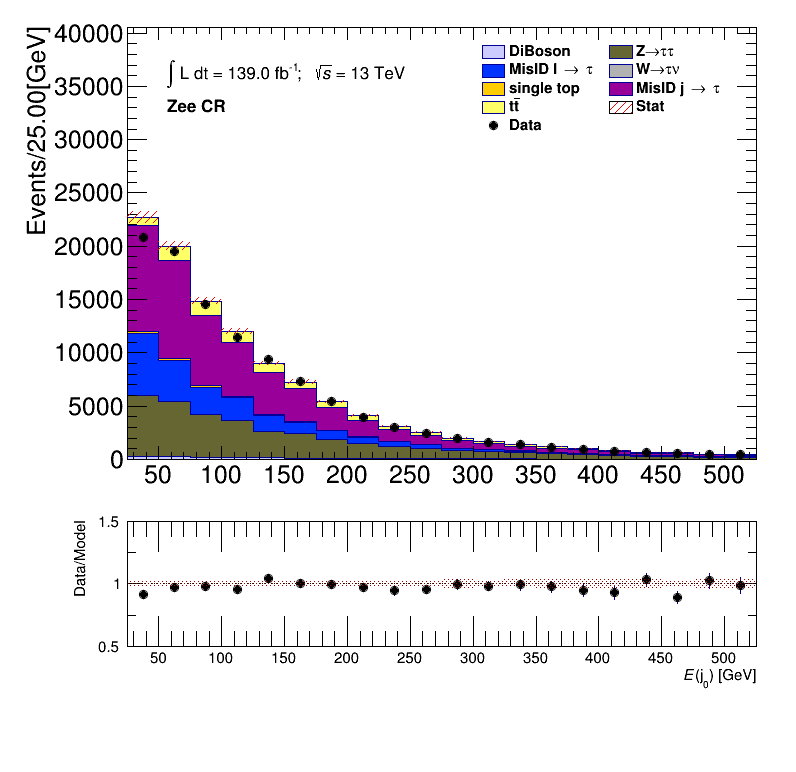 Events/25.00[GeV]
40000
35000
30000
25000
20000
15000
10000
5000
0
∫ L dt = 139.0 fb⁻¹; √s = 13 TeV
Zee CR
DiBoson Z→ττ
MisID l → τ W→τν
single top MisID j → τ
tt̄ Stat
Data
50 100 150 200 250 300 350 400 450 500
Data/Model
1.5
1
0.5
50 100 150 200 250 300 350 400 450 500
E(j₀) [GeV]